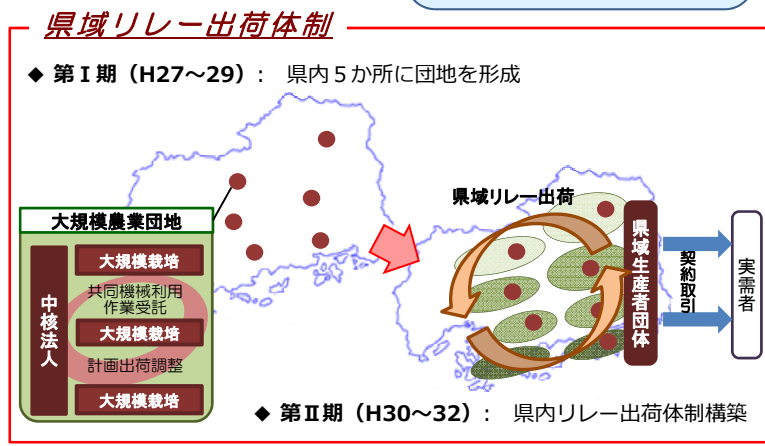 県域リレー出荷体制
◆ 第Ⅰ期（H27～29）： 県内５か所に団地を形成
大規模農業団地
中核法人
大規模栽培
共同機械利用
作業受託
大規模栽培
計画出荷調整
大規模栽培
県域リレー出荷
県域生産者団体
契約取引
実需者
◆ 第Ⅱ期（H30～32）： 県内リレー出荷体制構築